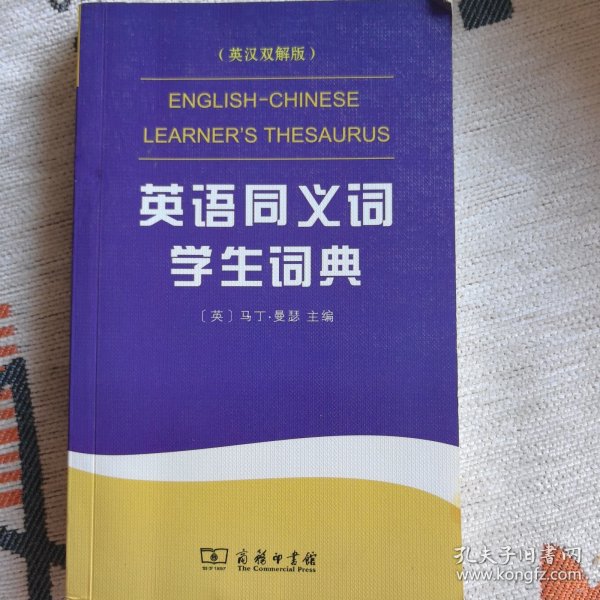 （英汉双解版）
ENGLISH-CHINESE
LEARNER'S THESAURUS
英语同义词
学生词典
〔英〕马丁·曼瑟 主编
商务印书馆
The Commercial Press
孔夫子旧书网
www.kongfz.com